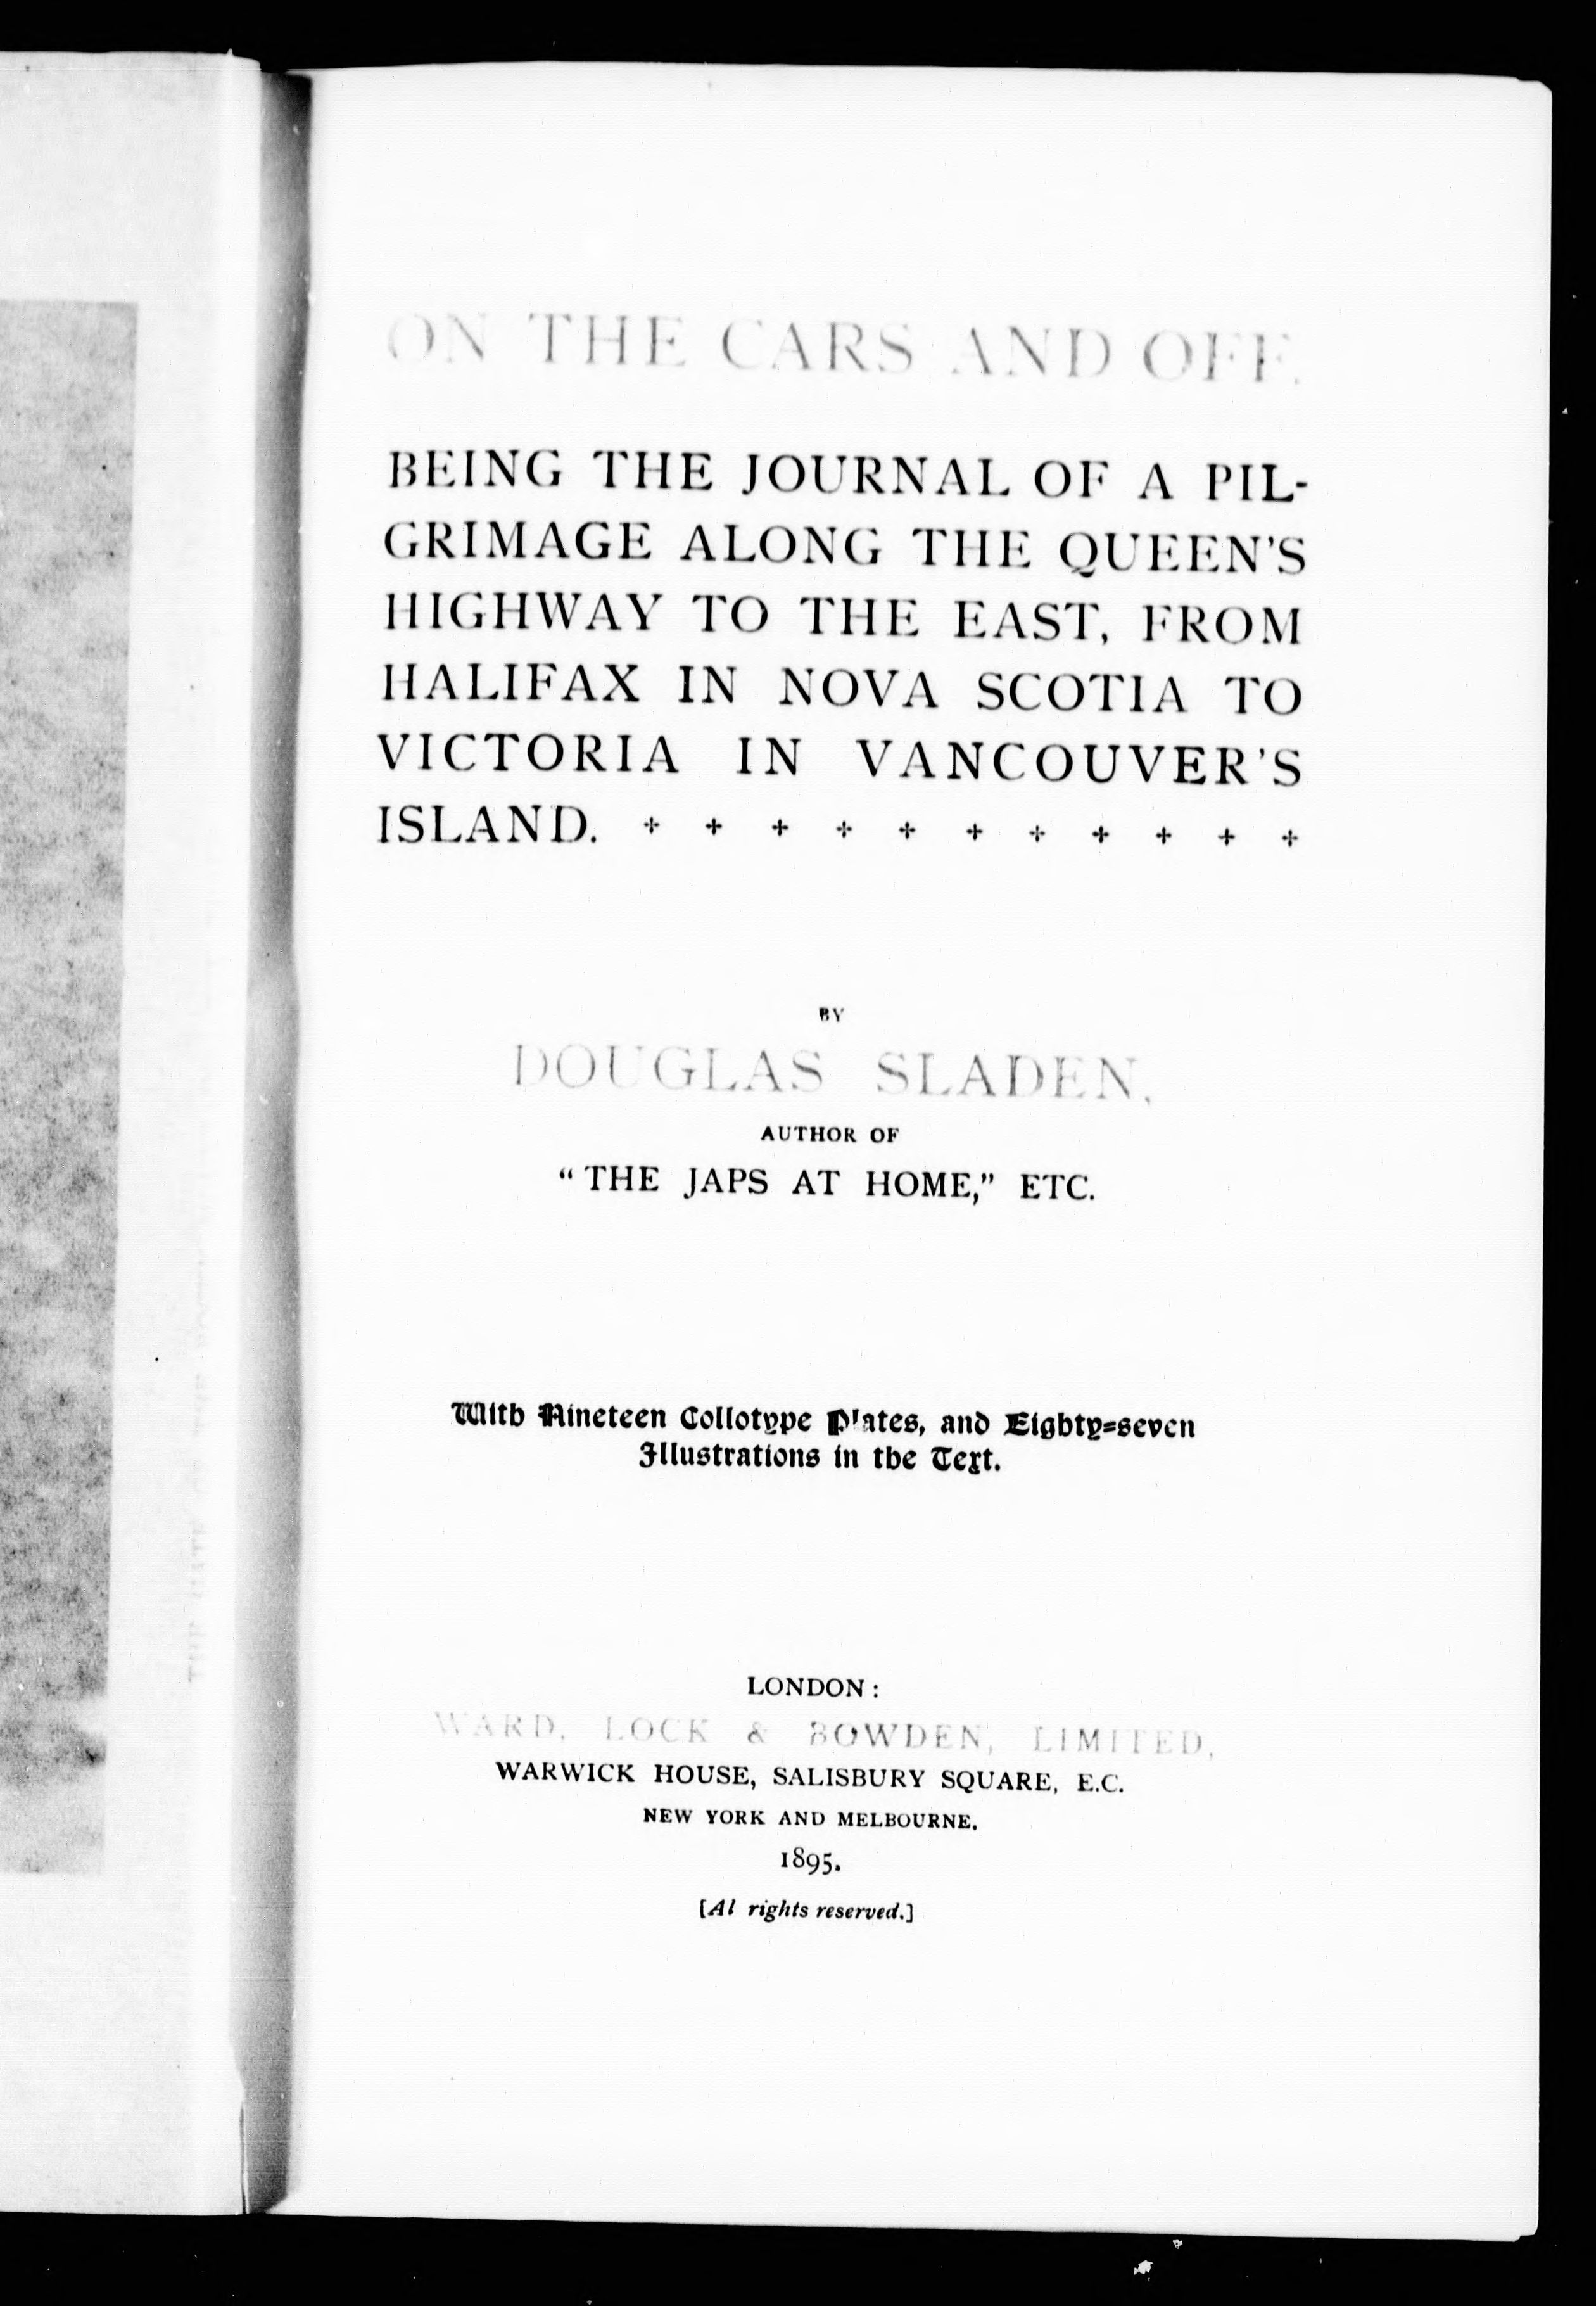 ON THE CARS AND OFF.
BEING THE JOURNAL OF A PIL-
GRIMAGE ALONG THE QUEEN'S
HIGHWAY TO THE EAST, FROM
HALIFAX IN NOVA SCOTIA TO
VICTORIA IN VANCOUVER'S
ISLAND. ✢ ✢ ✢ ✢ ✢ ✢ ✢ ✢ ✢ ✢ ✢
BY
DOUGLAS SLADEN,
AUTHOR OF
“THE JAPS AT HOME,” ETC.
With Nineteen Collotype Plates, and Eighty=seven
Illustrations in the Text.
LONDON:
WARD, LOCK & BOWDEN, LIMITED,
WARWICK HOUSE, SALISBURY SQUARE, E.C.
NEW YORK AND MELBOURNE.
1895.
[Al rights reserved.]